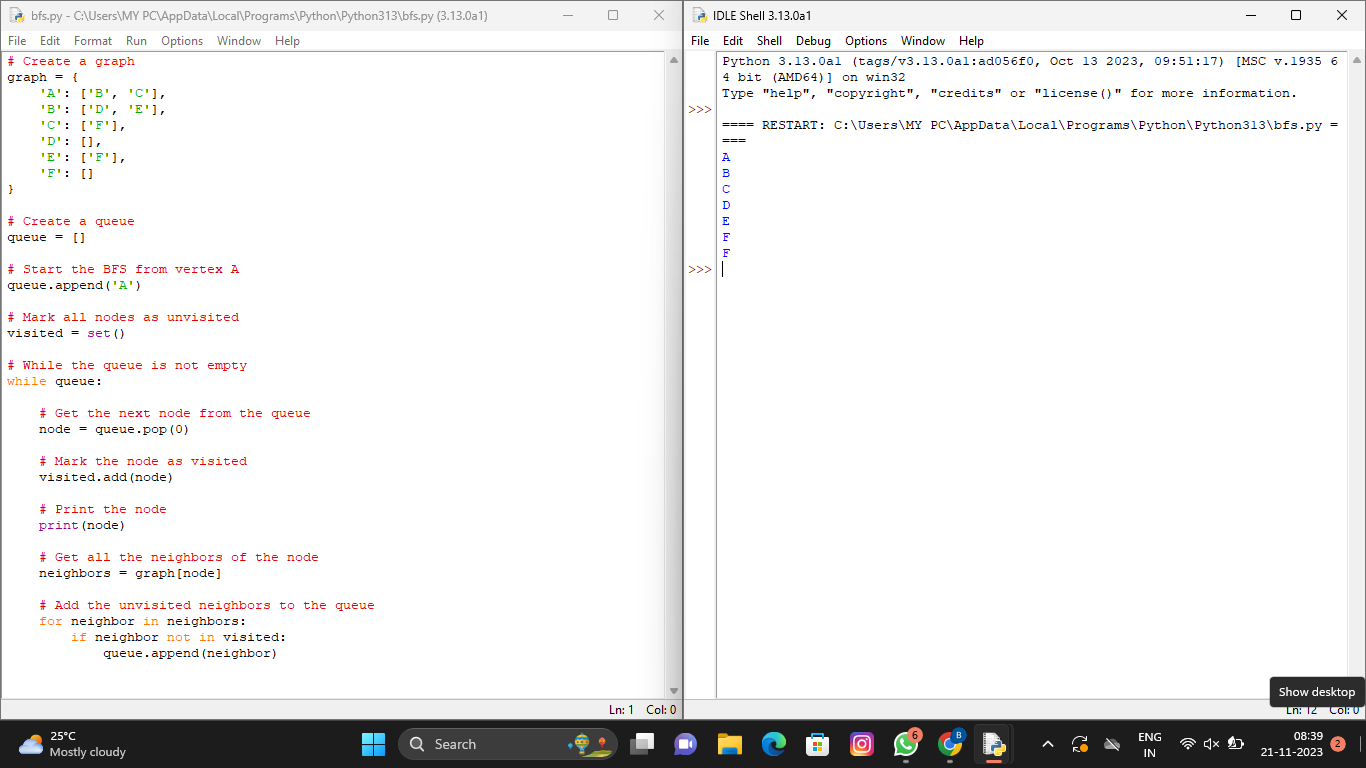 bfs.py - C:\Users\MY PC\AppData\Local\Programs\Python\Python313\bfs.py (3.13.0a1)
File Edit Format Run Options Window Help
# Create a graph
graph = {
    'A': ['B', 'C'],
    'B': ['D', 'E'],
    'C': ['F'],
    'D': [],
    'E': ['F'],
    'F': []
}
# Create a queue
queue = []
# Start the BFS from vertex A
queue.append('A')
# Mark all nodes as unvisited
visited = set()
# While the queue is not empty
while queue:
    # Get the next node from the queue
    node = queue.pop(0)
    # Mark the node as visited
    visited.add(node)
    # Print the node
    print(node)
    # Get all the neighbors of the node
    neighbors = graph[node]
    # Add the unvisited neighbors to the queue
    for neighbor in neighbors:
        if neighbor not in visited:
            queue.append(neighbor)
Ln: 1 Col: 0
IDLE Shell 3.13.0a1
File Edit Shell Debug Options Window Help
Python 3.13.0a1 (tags/v3.13.0a1:ad056f0, Oct 13 2023, 09:51:17) [MSC v.1935 6
4 bit (AMD64)] on win32
Type "help", "copyright", "credits" or "license()" for more information.
>>>
==== RESTART: C:\Users\MY PC\AppData\Local\Programs\Python\Python313\bfs.py =
===
A
B
C
D
E
F
F
>>>
Show desktop
Ln: 12 Col: 0
25°C
Mostly cloudy
Search
6
B
ENG
IN
08:39
21-11-2023
2